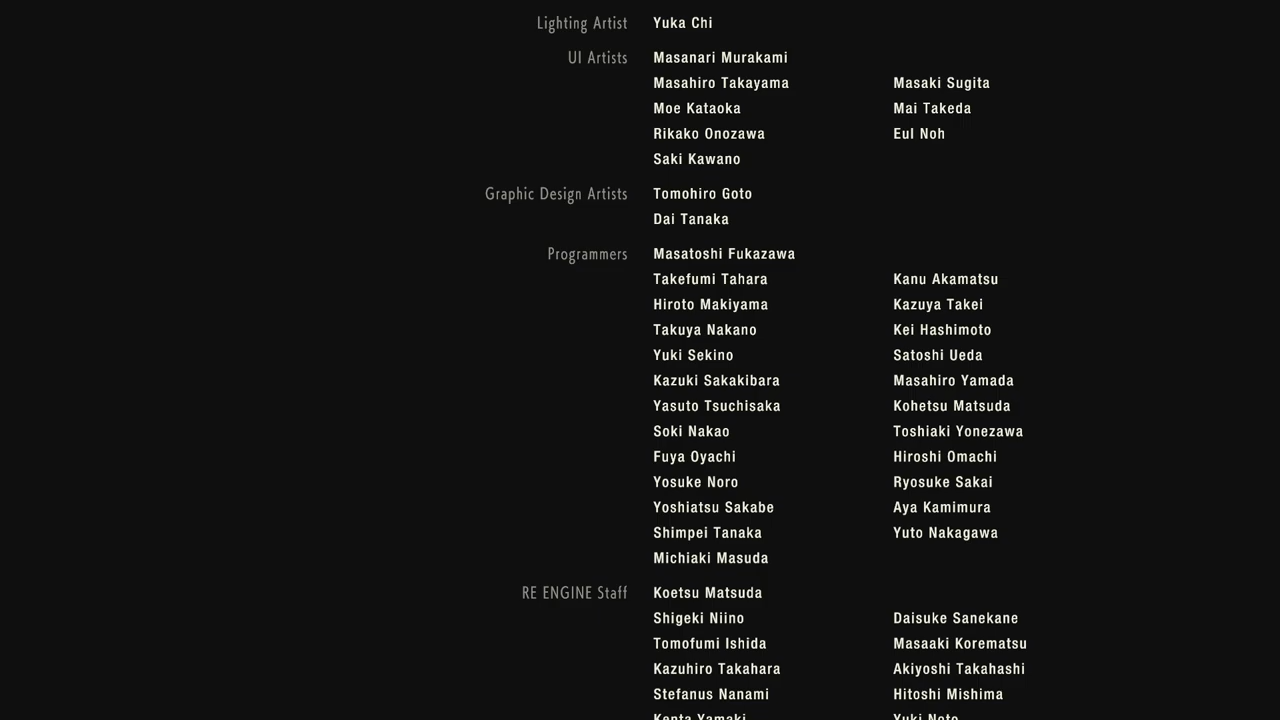 Lighting Artist Yuka Chi
UI Artists Masanari Murakami
Masahiro Takayama Masaki Sugita
Moe Kataoka Mai Takeda
Rikako Onozawa Eul Noh
Saki Kawano
Graphic Design Artists Tomohiro Goto
Dai Tanaka
Programmers Masatoshi Fukazawa
Takefumi Tahara Kanu Akamatsu
Hiroto Makiyama Kazuya Takei
Takuya Nakano Kei Hashimoto
Yuki Sekino Satoshi Ueda
Kazuki Sakakibara Masahiro Yamada
Yasuto Tsuchisaka Kohetsu Matsuda
Soki Nakao Toshiaki Yonezawa
Fuya Oyachi Hiroshi Omachi
Yosuke Noro Ryosuke Sakai
Yoshiatsu Sakabe Aya Kamimura
Shimpei Tanaka Yuto Nakagawa
Michiaki Masuda
RE ENGINE Staff Koetsu Matsuda
Shigeki Niino Daisuke Sanekane
Tomofumi Ishida Masaaki Korematsu
Kazuhiro Takahara Akiyoshi Takahashi
Stefanus Nanami Hitoshi Mishima
Kenta Yamaki Yuki Noto